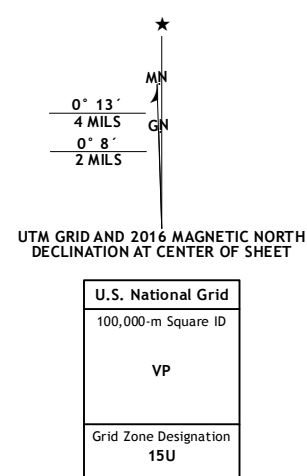 ★
MN
0° 13´
4 MILS
GN
0° 8´
2 MILS
UTM GRID AND 2016 MAGNETIC NORTH
DECLINATION AT CENTER OF SHEET
U.S. National Grid
100,000-m Square ID
VP
Grid Zone Designation
15U